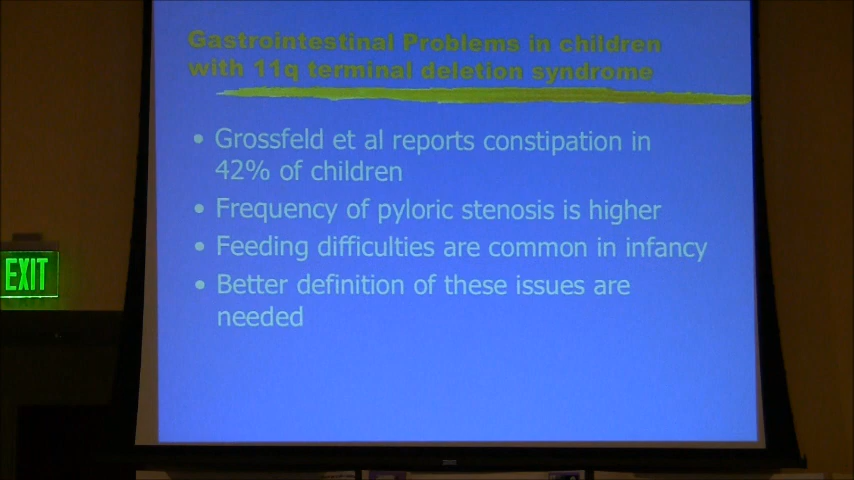 Gastrointestinal Problems in children
with 11q terminal deletion syndrome
• Grossfeld et al reports constipation in
42% of children
• Frequency of pyloric stenosis is higher
• Feeding difficulties are common in infancy
• Better definition of these issues are
needed
EXIT